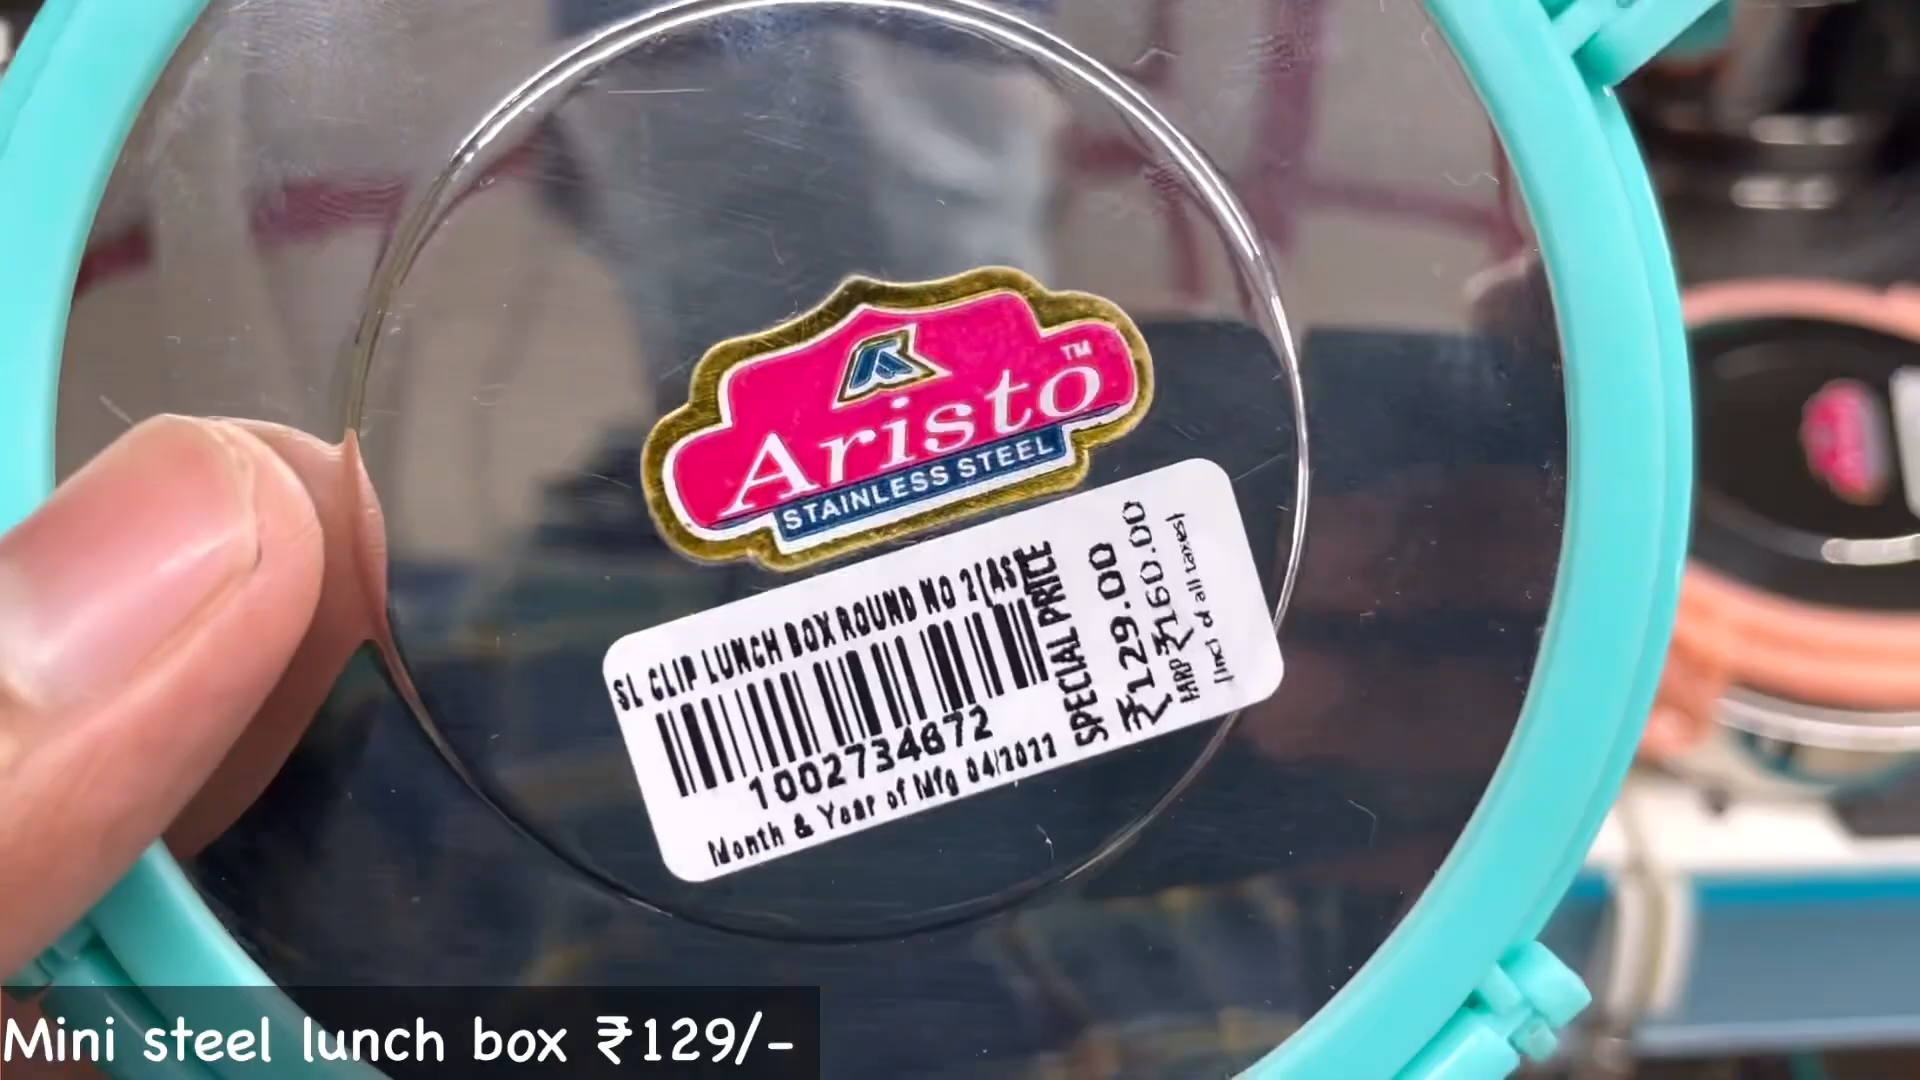 Aristo™
STAINLESS STEEL
SL CLIP LUNCH BOX ROUND NO 2(AST
1002734672
Month & Year of Mfg 04/2022
SPECIAL PRICE
₹129.00
MRP ₹160.00
(incl of all taxes)
Mini steel lunch box ₹129/-